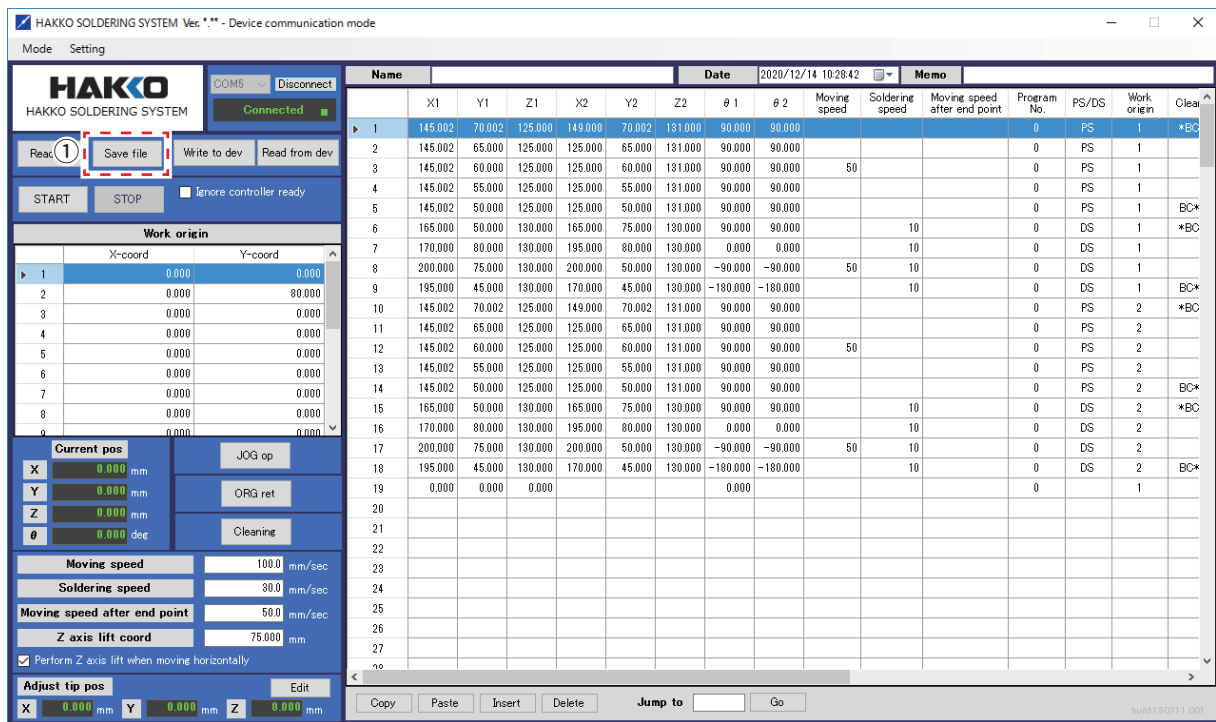 HAKKO SOLDERING SYSTEM Ver. *.** - Device communication mode
Mode Setting
HAKKO
HAKKO SOLDERING SYSTEM
COM5 Disconnect
Connected
① Save file Write to dev Read from dev
START STOP Ignore controller ready
Work origin
X-coord Y-coord
1 0.000 0.000
2 0.000 80.000
3 0.000 0.000
4 0.000 0.000
5 0.000 0.000
6 0.000 0.000
7 0.000 0.000
8 0.000 0.000
9 0.000 0.000
Current pos
X 0.000 mm
Y 0.000 mm
Z 0.000 mm
θ 0.000 deg
JOG op
ORG ret
Cleaning
Moving speed 100.0 mm/sec
Soldering speed 30.0 mm/sec
Moving speed after end point 50.0 mm/sec
Z axis lift coord 75.000 mm
Perform Z axis lift when moving horizontally
Adjust tip pos Edit
X 0.000 mm Y 0.000 mm Z 0.000 mm
Name Date 2020/12/14 10:28:42 Memo
X1 Y1 Z1 X2 Y2 Z2 θ 1 θ 2 Moving speed Soldering speed Moving speed after end point Program No. PS/DS Work origin Clear
1 145.002 70.002 125.000 149.000 70.002 131.000 90.000 90.000 0 PS 1 *BC
2 145.002 65.000 125.000 125.000 65.000 131.000 90.000 90.000 0 PS 1
3 145.002 60.000 125.000 125.000 60.000 131.000 90.000 90.000 50 0 PS 1
4 145.002 55.000 125.000 125.000 55.000 131.000 90.000 90.000 0 PS 1
5 145.002 50.000 125.000 125.000 50.000 131.000 90.000 90.000 0 PS 1 BC*
6 165.000 50.000 130.000 165.000 75.000 130.000 90.000 90.000 10 0 DS 1 *BC
7 170.000 80.000 130.000 195.000 80.000 130.000 0.000 0.000 10 0 DS 1
8 200.000 75.000 130.000 200.000 50.000 130.000 -90.000 -90.000 50 10 0 DS 1
9 195.000 45.000 130.000 170.000 45.000 130.000 -180.000 -180.000 10 0 DS 1 BC*
10 145.002 70.002 125.000 149.000 70.002 131.000 90.000 90.000 0 PS 2 *BC
11 145.002 65.000 125.000 125.000 65.000 131.000 90.000 90.000 0 PS 2
12 145.002 60.000 125.000 125.000 60.000 131.000 90.000 90.000 50 0 PS 2
13 145.002 55.000 125.000 125.000 55.000 131.000 90.000 90.000 0 PS 2
14 145.002 50.000 125.000 125.000 50.000 131.000 90.000 90.000 0 PS 2 BC*
15 165.000 50.000 130.000 165.000 75.000 130.000 90.000 90.000 10 0 DS 2 *BC
16 170.000 80.000 130.000 195.000 80.000 130.000 0.000 0.000 10 0 DS 2
17 200.000 75.000 130.000 200.000 50.000 130.000 -90.000 -90.000 50 10 0 DS 2
18 195.000 45.000 130.000 170.000 45.000 130.000 -180.000 -180.000 10 0 DS 2 BC*
19 0.000 0.000 0.000 0.000 0 1
20
21
22
23
24
25
26
27
28
Copy Paste Insert Delete Jump to Go